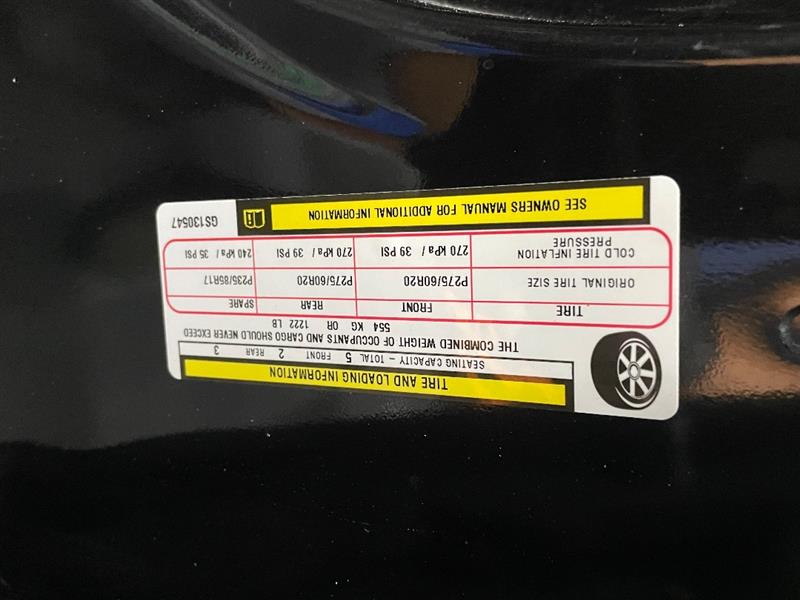 TIRE AND LOADING INFORMATION
SEATING CAPACITY - TOTAL 5 FRONT 2 REAR 3
THE COMBINED WEIGHT OF OCCUPANTS AND CARGO SHOULD NEVER EXCEED
554 KG OR 1222 LB
TIRE FRONT REAR SPARE
ORIGINAL TIRE SIZE P275/60R20 P275/60R20 P235/85R17
COLD TIRE INFLATION PRESSURE 270 kPa / 39 PSI 270 kPa / 39 PSI 240 kPa / 35 PSI
SEE OWNERS MANUAL FOR ADDITIONAL INFORMATION
GS130547